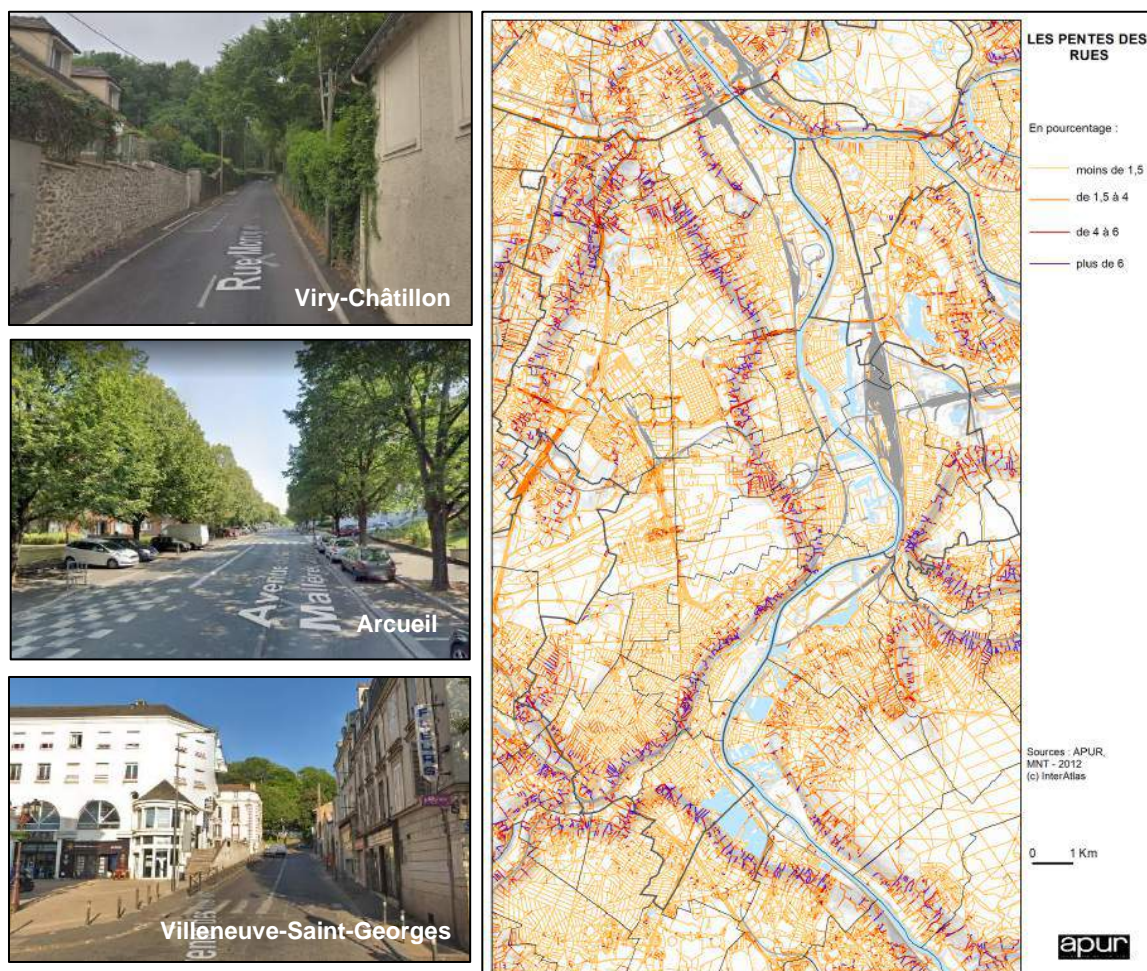 Rue Mor
Viry-Châtillon
Avenue
Arcueil
FLEURS
Villeneuve-Saint-Georges
LES PENTES DES
RUES
En pourcentage :
moins de 1,5
de 1,5 à 4
de 4 à 6
plus de 6
Sources : APUR,
MNT - 2012
(c) InterAtlas
0 1 Km
apur